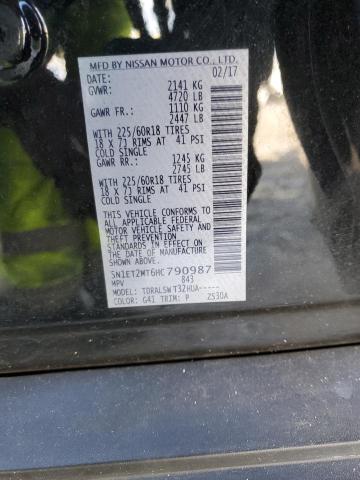 MFD BY NISSAN MOTOR CO., LTD.
DATE: 02/17
GVWR: 2141 KG
4720 LB
GAWR FR.: 1110 KG
2447 LB
WITH 225/60R18 TIRES
18 X 7J RIMS AT 41 PSI
COLD SINGLE
GAWR RR.: 1245 KG
2745 LB
WITH 225/60R18 TIRES
18 X 7J RIMS AT 41 PSI
COLD SINGLE
THIS VEHICLE CONFORMS TO
ALL APPLICABLE FEDERAL
MOTOR VEHICLE SAFETY AND
THEFT PREVENTION
STANDARDS IN EFFECT ON
THE DATE OF MANUFACTURE
SHOWN ABOVE.
5N1ET2MT6HC790987
MPV 843
MODEL: TDRALSWT32HUA-----
COLOR: G41 TRIM: P ZS30A